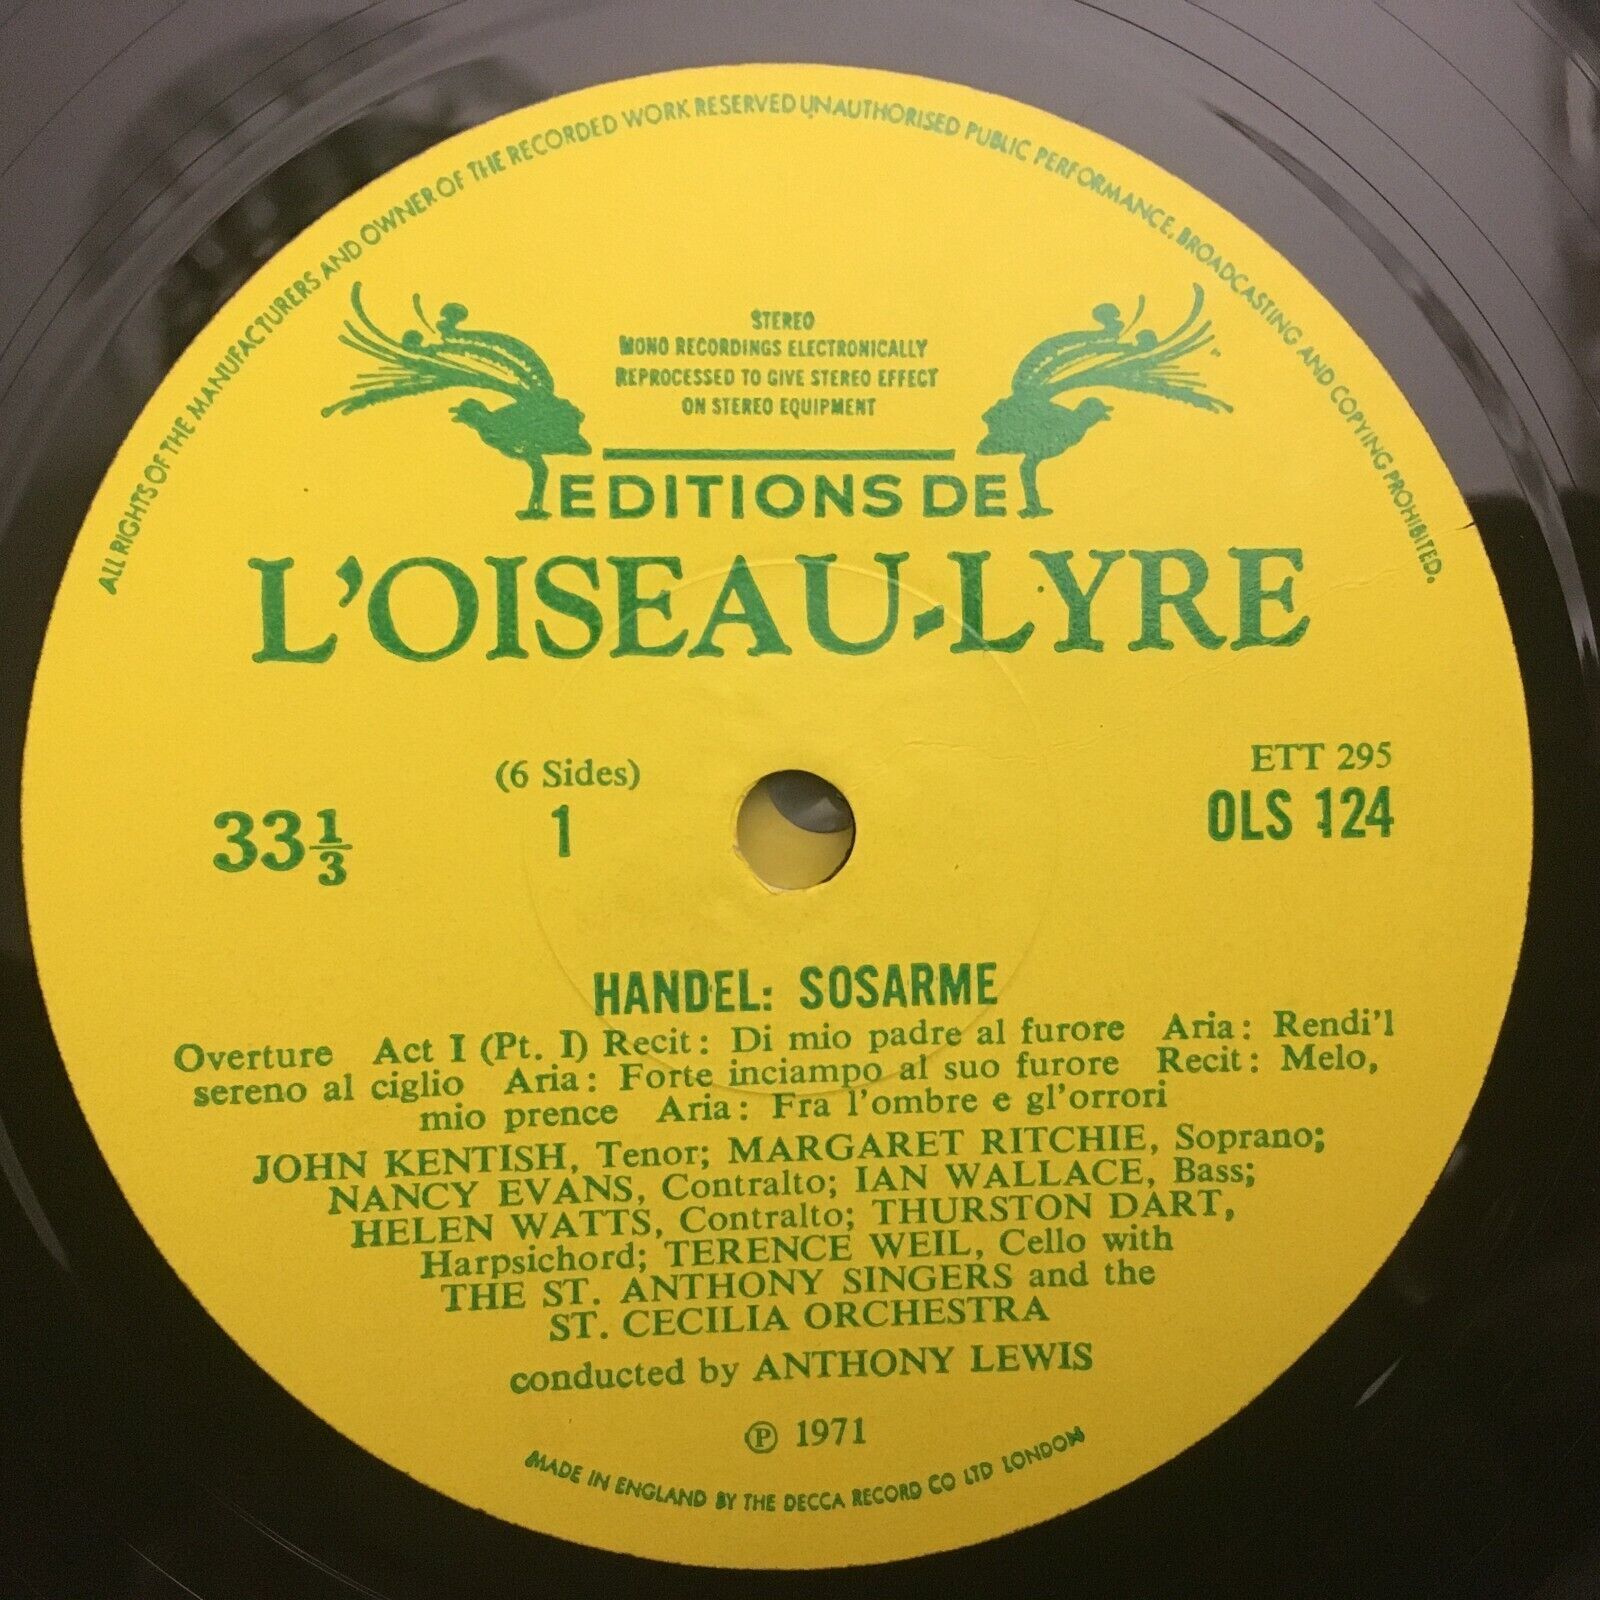 ALL RIGHTS OF THE MANUFACTURERS AND OWNER OF THE RECORDED WORK RESERVED UNAUTHORISED PUBLIC PERFORMANCE, BROADCASTING AND COPYING PROHIBITED.
STEREO
MONO RECORDINGS ELECTRONICALLY
REPROCESSED TO GIVE STEREO EFFECT
ON STEREO EQUIPMENT
EDITIONS DE
L'OISEAU-LYRE
(6 Sides)
33⅓
1
ETT 295
OLS 124
HANDEL: SOSARME
Overture Act I (Pt. I) Recit: Di mio padre al furore Aria: Rendi'l
sereno al ciglio Aria: Forte inciampo al suo furore Recit: Melo,
mio prence Aria: Fra l'ombre e gl'orrori
JOHN KENTISH, Tenor; MARGARET RITCHIE, Soprano;
NANCY EVANS, Contralto; IAN WALLACE, Bass;
HELEN WATTS, Contralto; THURSTON DART,
Harpsichord; TERENCE WEIL, Cello with
THE ST. ANTHONY SINGERS and the
ST. CECILIA ORCHESTRA
conducted by ANTHONY LEWIS
℗ 1971
MADE IN ENGLAND BY THE DECCA RECORD CO LTD LONDON